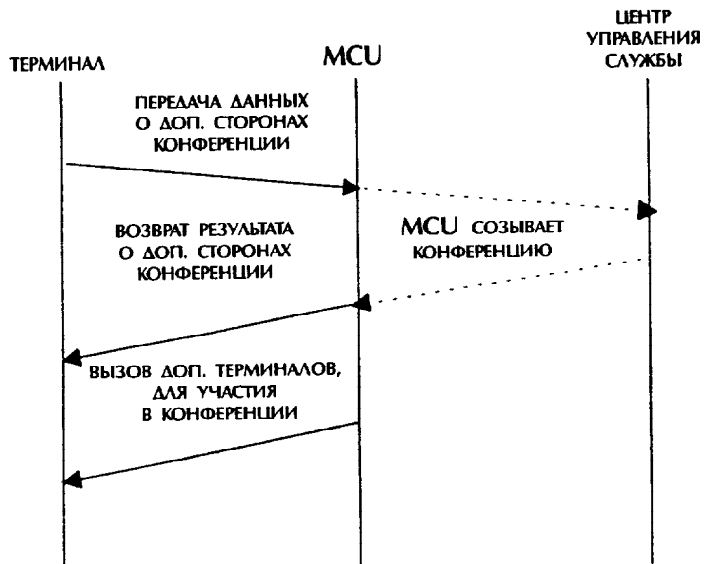 ТЕРМИНАЛ
MCU
ЦЕНТР
УПРАВЛЕНИЯ
СЛУЖБЫ
ПЕРЕДАЧА ДАННЫХ
О ДОП. СТОРОНАХ
КОНФЕРЕНЦИИ
ВОЗВРАТ РЕЗУЛЬТАТА
О ДОП. СТОРОНАХ
КОНФЕРЕНЦИИ
MCU СОЗЫВАЕТ
КОНФЕРЕНЦИЮ
ВЫЗОВ ДОП. ТЕРМИНАЛОВ,
ДЛЯ УЧАСТИЯ
В КОНФЕРЕНЦИИ